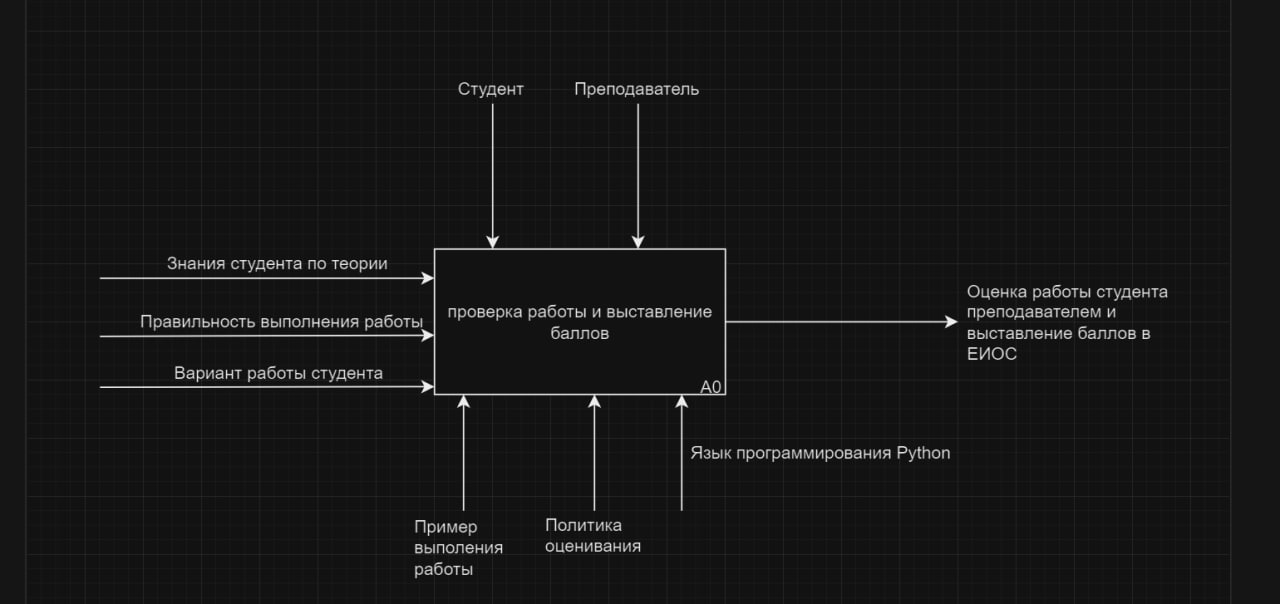 Студент
Преподаватель
Знания студента по теории
Правильность выполнения работы
Вариант работы студента
проверка работы и выставление
баллов
A0
Оценка работы студента
преподавателем и
выставление баллов в
ЕИОС
Язык программирования Python
Пример
выполения
работы
Политика
оценивания